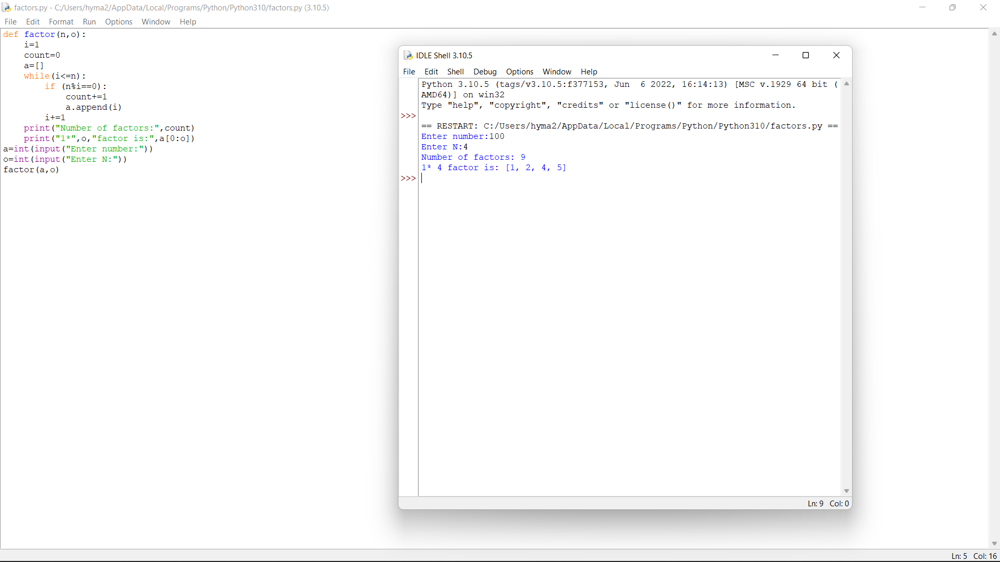 factors.py - C:/Users/hyma2/AppData/Local/Programs/Python/Python310/factors.py (3.10.5)
File Edit Format Run Options Window Help
def factor(n,o):
    i=1
    count=0
    a=[]
    while(i<=n):
        if (n%i==0):
            count+=1
            a.append(i)
        i+=1
    print("Number of factors:",count)
    print("1*",o,"factor is:",a[0:o])
a=int(input("Enter number:"))
o=int(input("Enter N:"))
factor(a,o)
IDLE Shell 3.10.5
File Edit Shell Debug Options Window Help
Python 3.10.5 (tags/v3.10.5:f377153, Jun  6 2022, 16:14:13) [MSC v.1929 64 bit (
AMD64)] on win32
Type "help", "copyright", "credits" or "license()" for more information.
>>>
== RESTART: C:/Users/hyma2/AppData/Local/Programs/Python/Python310/factors.py ==
Enter number:100
Enter N:4
Number of factors: 9
1* 4 factor is: [1, 2, 4, 5]
>>>
Ln: 9 Col: 0
Ln: 5 Col: 16